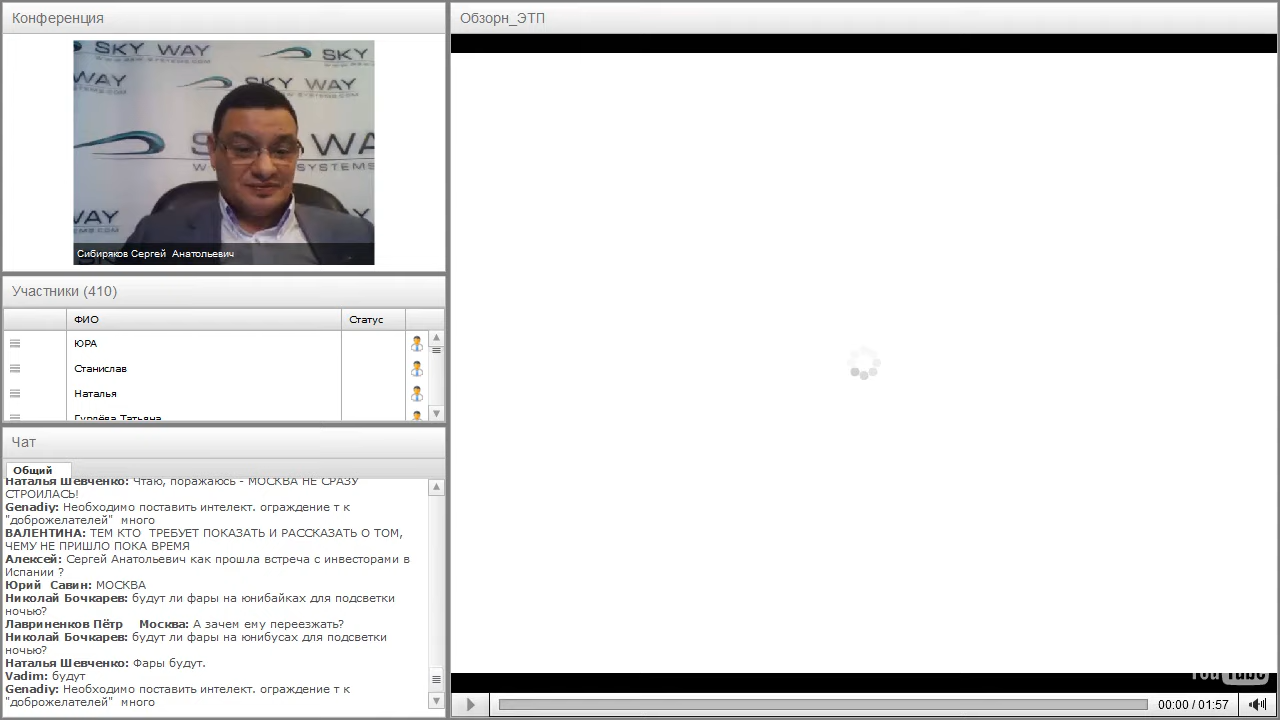 Конференция
SKY WAY
SKY
WAY
SKY WAY
SKY WA
WAY
Сибиряков Сергей Анатольевич
Участники (410)
ФИО
Статус
ЮРА
Станислав
Наталья
Гурлёва Татьяна
Чат
Общий
Наталья Шевченко: Чтаю, поражаюсь - МОСКВА НЕ СРАЗУ
СТРОИЛАСЬ!
Genadiy: Необходимо поставить интелект. ограждение т к
"доброжелателей" много
ВАЛЕНТИНА: ТЕМ КТО ТРЕБУЕТ ПОКАЗАТЬ И РАССКАЗАТЬ О ТОМ,
ЧЕМУ НЕ ПРИШЛО ПОКА ВРЕМЯ
Алексей: Сергей Анатольевич как прошла встреча с инвесторами в
Испании ?
Юрий Савин: МОСКВА
Николай Бочкарев: будут ли фары на юнибайках для подсветки
ночью?
Лавриненков Пётр Москва: А зачем ему переезжать?
Николай Бочкарев: будут ли фары на юнибусах для подсветки
ночью?
Наталья Шевченко: Фары будут.
Vadim: будут
Genadiy: Необходимо поставить интелект. ограждение т к
"доброжелателей" много
Обзорн_ЭТП
YouTube
00:00 / 01:57